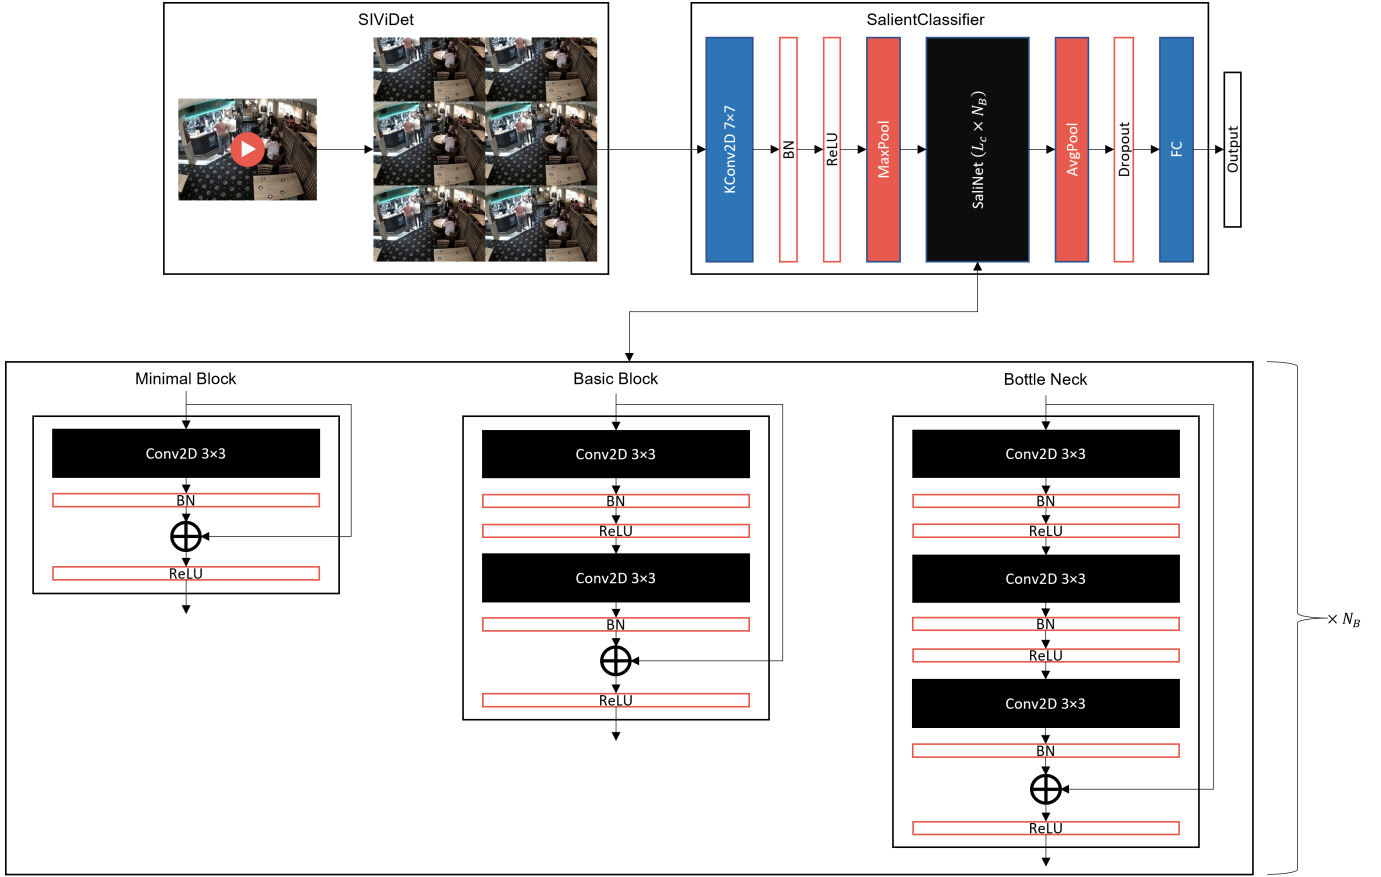 SIViDet
SalientClassifier
KConv2D 7×7
BN
ReLU
MaxPool
SaliNet (L_c × N_B)
AvgPool
Dropout
FC
Output
Minimal Block
Conv2D 3×3
BN
ReLU
Basic Block
Conv2D 3×3
BN
ReLU
Conv2D 3×3
BN
ReLU
Bottle Neck
Conv2D 3×3
BN
ReLU
Conv2D 3×3
BN
ReLU
Conv2D 3×3
BN
ReLU
× N_B